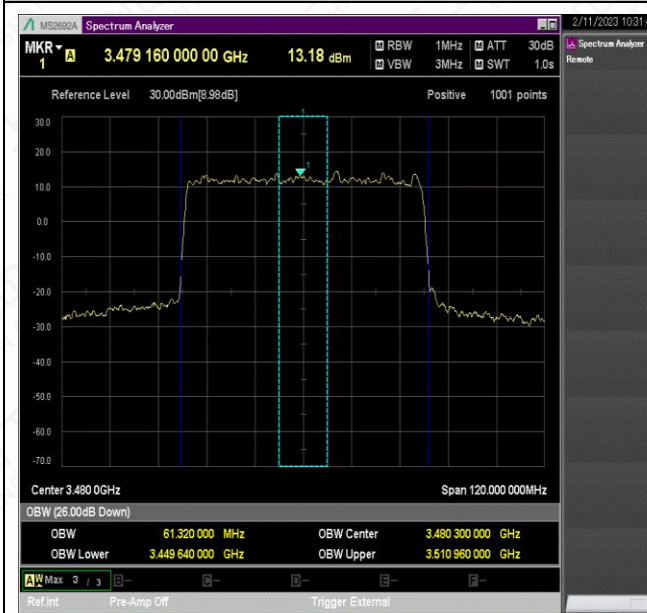 MS2692A Spectrum Analyzer
2/11/2023 10:31
MKR 1 A 3.479 160 000 00 GHz 13.18 dBm
M RBW 1MHz M ATT 30dB
M VBW 3MHz M SWT 1.0s
Spectrum Analyzer
Remote
Reference Level 30.00dBm[8.98dB] Positive 1001 points
1
30.0
20.0
1
10.0
0.0
-10.0
-20.0
-30.0
-40.0
-50.0
-60.0
-70.0
Center 3.480 0GHz Span 120.000 000MHz
OBW (26.00dB Down)
OBW 61.320 000 MHz OBW Center 3.480 300 000 GHz
OBW Lower 3.449 640 000 GHz OBW Upper 3.510 960 000 GHz
A W Max 3 / 3 B- C- D- E- F-
Ref.Int Pre-Amp Off Trigger External